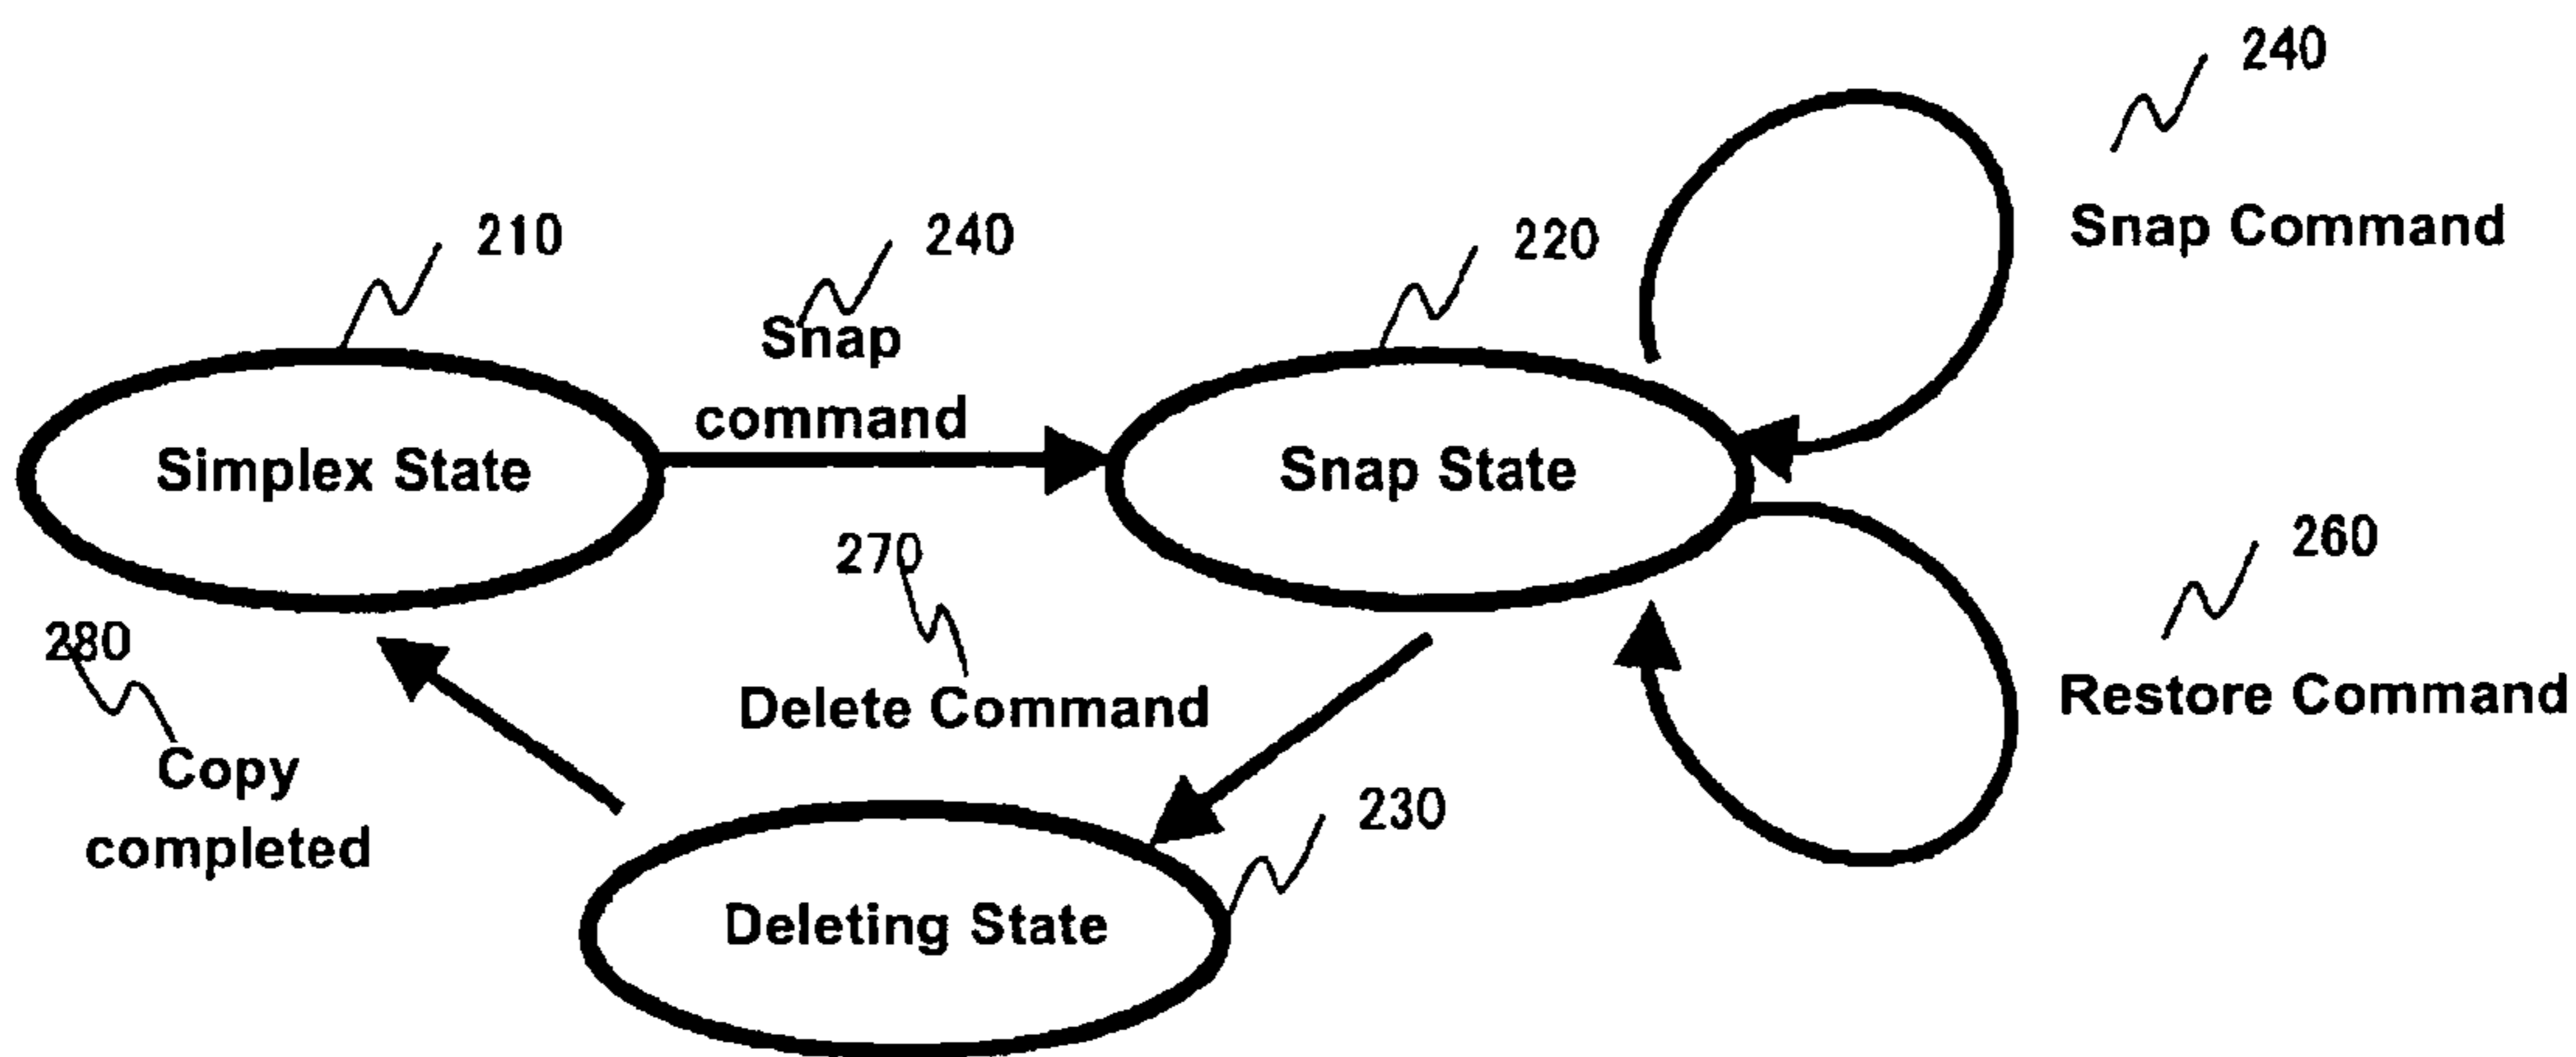 240
Snap Command
210
240
220
Snap
command
Simplex State
Snap State
270
260
280
Delete Command
Restore Command
Copy
completed
230
Deleting State